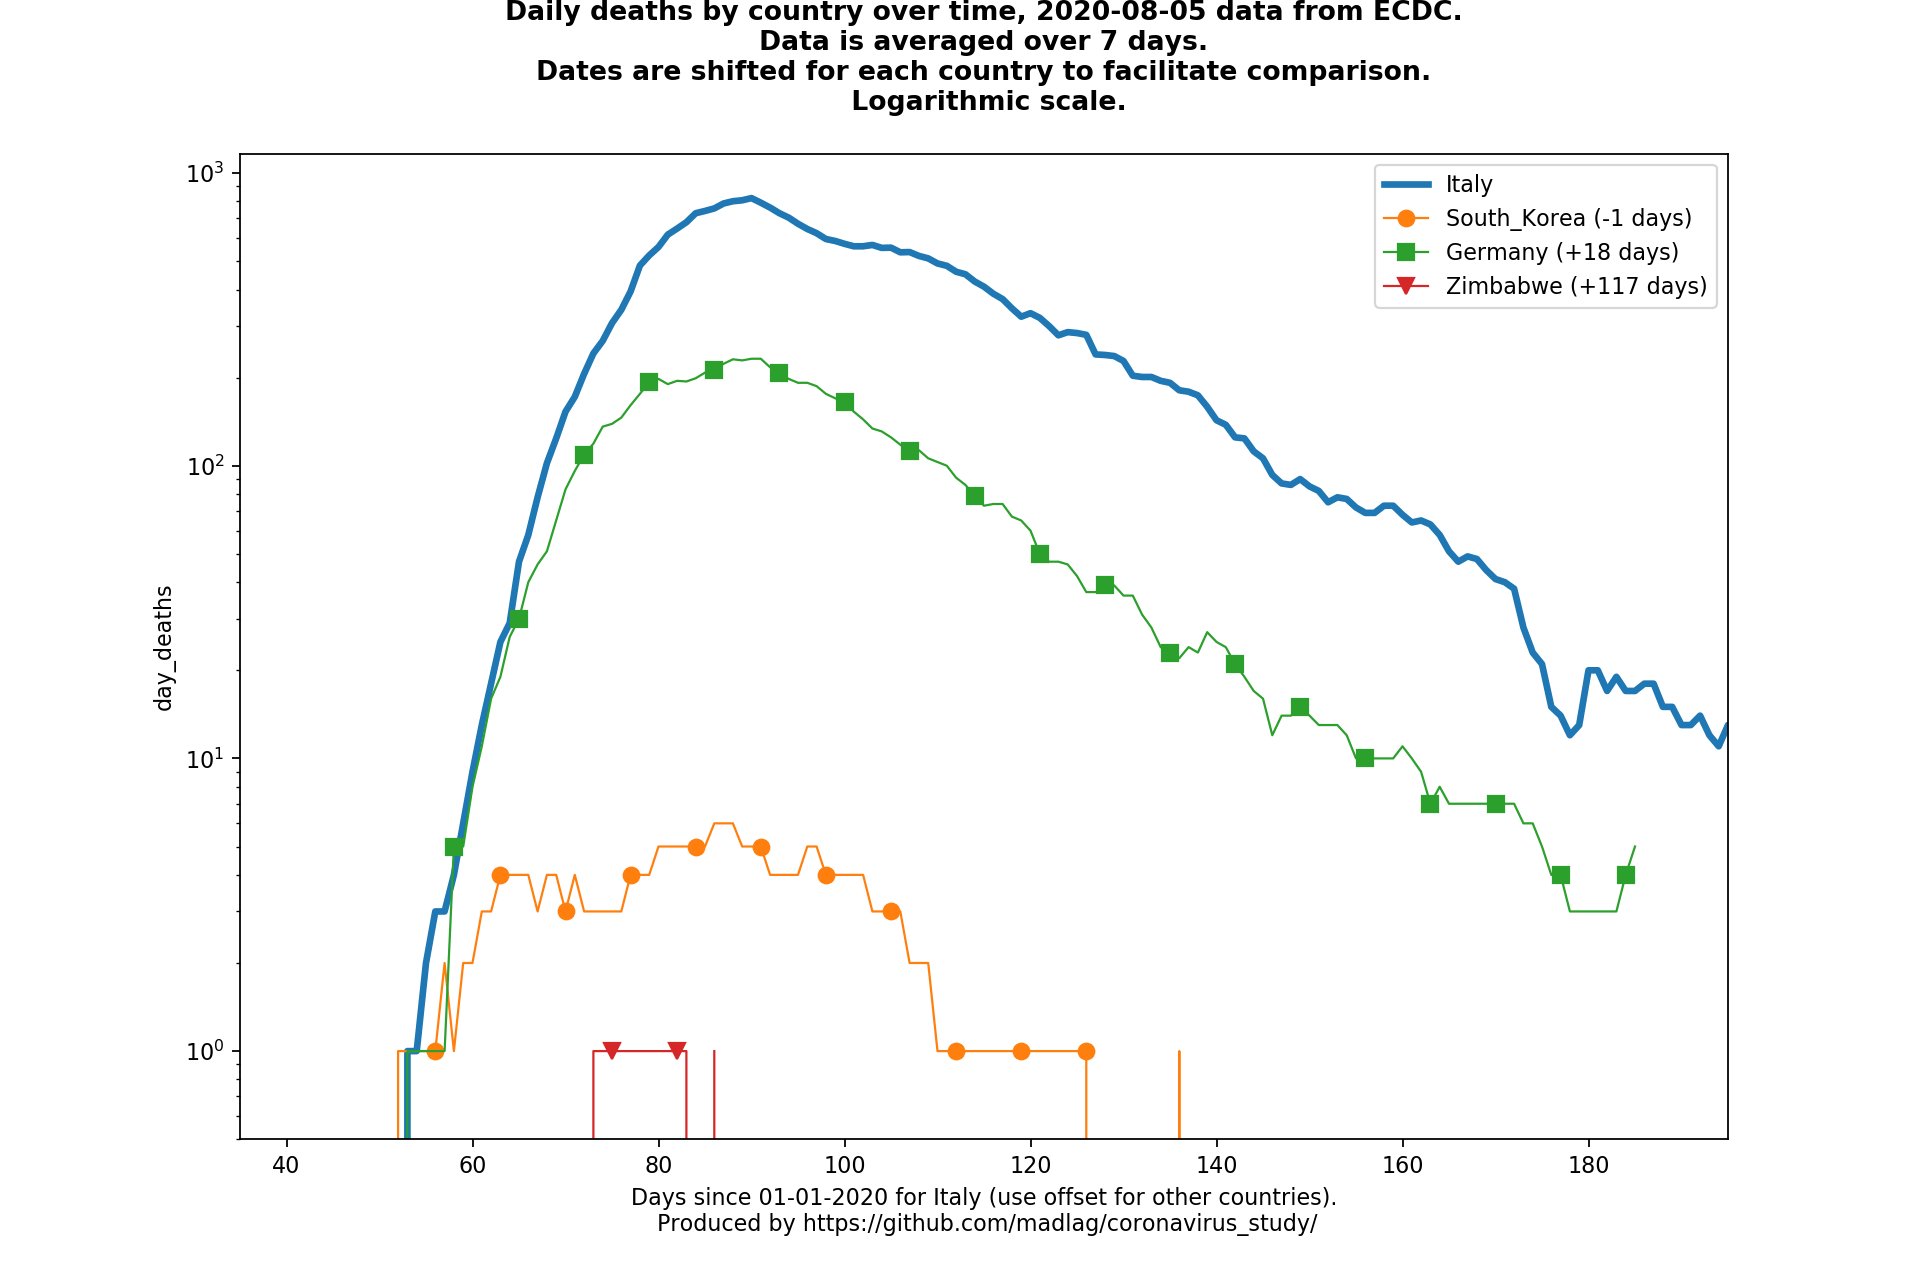 Daily deaths by country over time, 2020-08-05 data from ECDC.
Data is averaged over 7 days.
Dates are shifted for each country to facilitate comparison.
Logarithmic scale.
10³
10²
10¹
10⁰
day_deaths
Italy
South_Korea (-1 days)
Germany (+18 days)
Zimbabwe (+117 days)
40 60 80 100 120 140 160 180
Days since 01-01-2020 for Italy (use offset for other countries).
Produced by https://github.com/madlag/coronavirus_study/